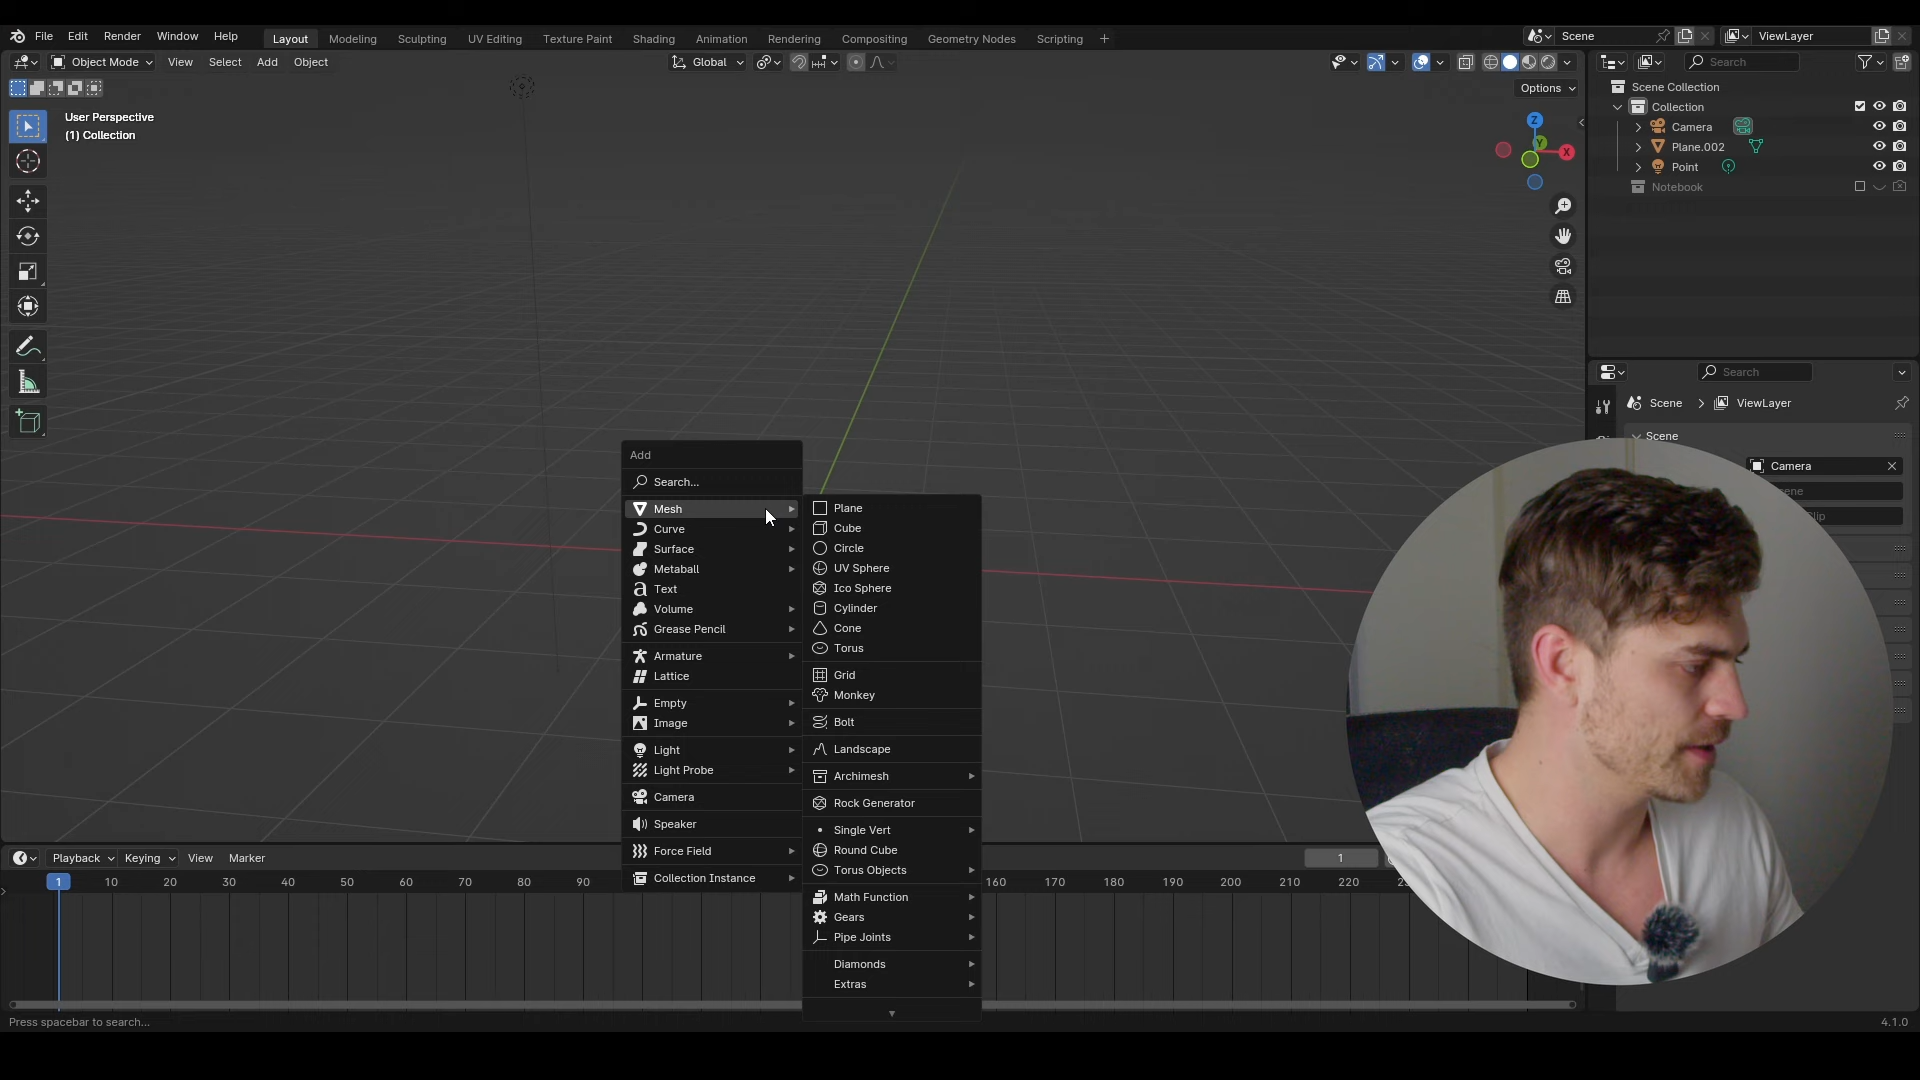 File Edit Render Window Help Layout Modeling Sculpting UV Editing Texture Paint Shading Animation Rendering Compositing Geometry Nodes Scripting + Scene ViewLayer
Object Mode View Select Add Object Global Search
Options
User Perspective
(1) Collection
Z
Y
X
Scene Collection
Collection
Camera
Plane.002
Point
Notebook
Search
Scene > ViewLayer
Scene
Camera
Add
Search...
Mesh
Curve
Surface
Metaball
Text
Volume
Grease Pencil
Armature
Lattice
Empty
Image
Light
Light Probe
Camera
Speaker
Force Field
Collection Instance
Plane
Cube
Circle
UV Sphere
Ico Sphere
Cylinder
Cone
Torus
Grid
Monkey
Bolt
Landscape
Archimesh
Rock Generator
Single Vert
Round Cube
Torus Objects
Math Function
Gears
Pipe Joints
Diamonds
Extras
Playback Keying View Marker 1
1 10 20 30 40 50 60 70 80 90 160 170 180 190 200 210 220
Press spacebar to search... 4.1.0